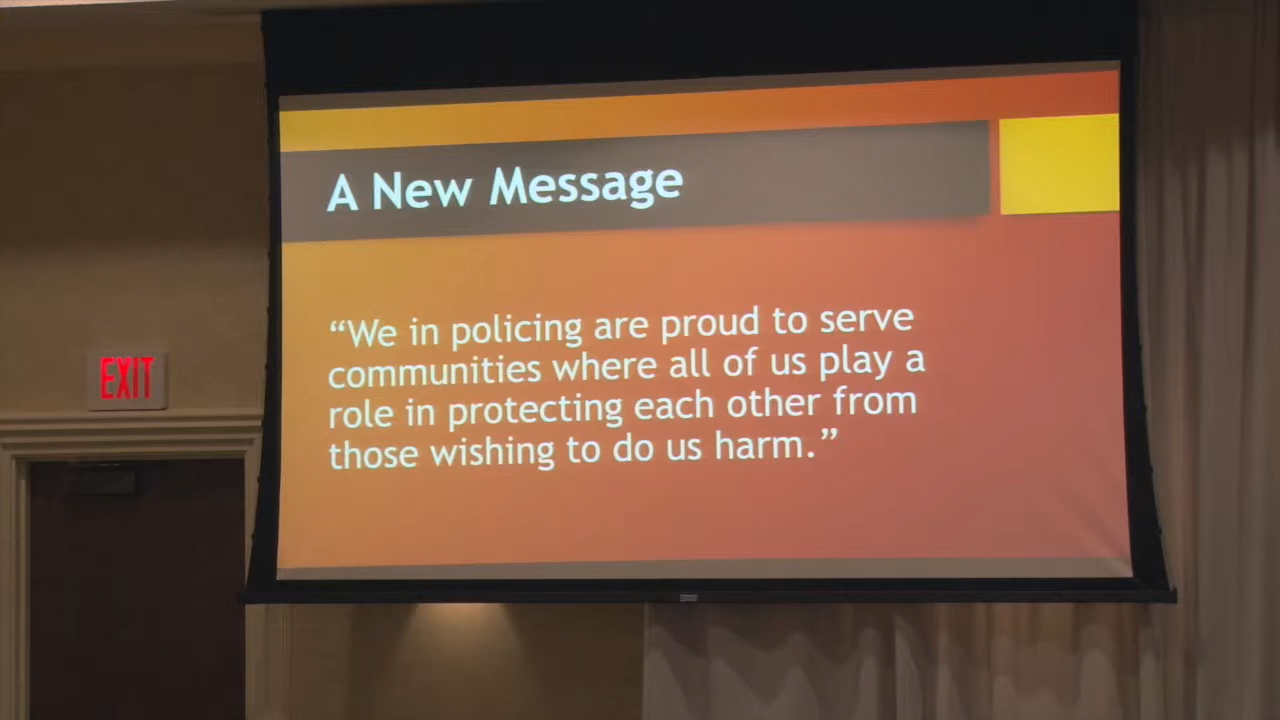 A New Message
“We in policing are proud to serve
communities where all of us play a
role in protecting each other from
those wishing to do us harm.”
EXIT